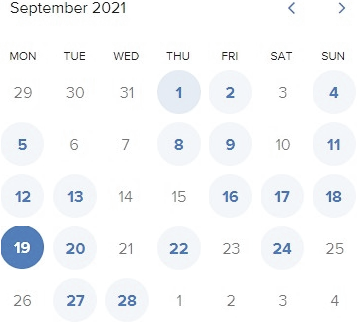 September 2021 < >
MON TUE WED THU FRI SAT SUN
29 30 31 1 2 3 4
5 6 7 8 9 10 11
12 13 14 15 16 17 18
19 20 21 22 23 24 25
26 27 28 1 2 3 4